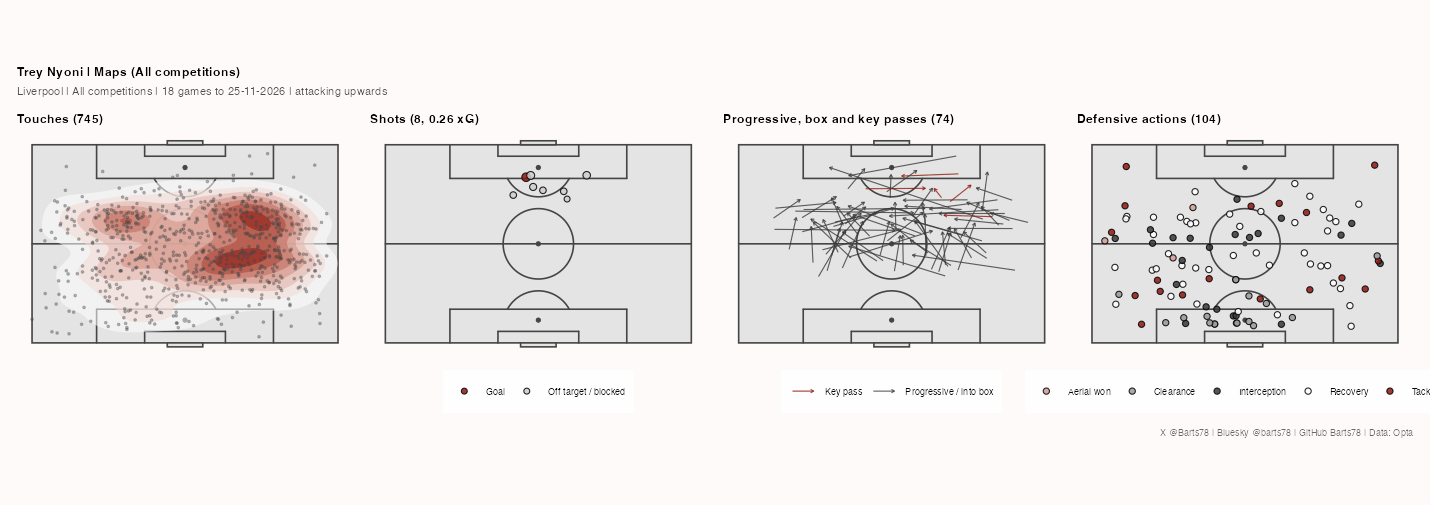 Trey Nyoni | Maps (All competitions)
Liverpool | All competitions | 18 games to 25-11-2026 | attacking upwards
Touches (745)
Shots (8, 0.26 xG)
Progressive, box and key passes (74)
Defensive actions (104)
Goal
Off target / blocked
Key pass
Progressive / Into box
Aerial won
Clearance
Interception
Recovery
Tack
X @Barts78 | Bluesky @barts78 | GitHub Barts78 | Data: Opta